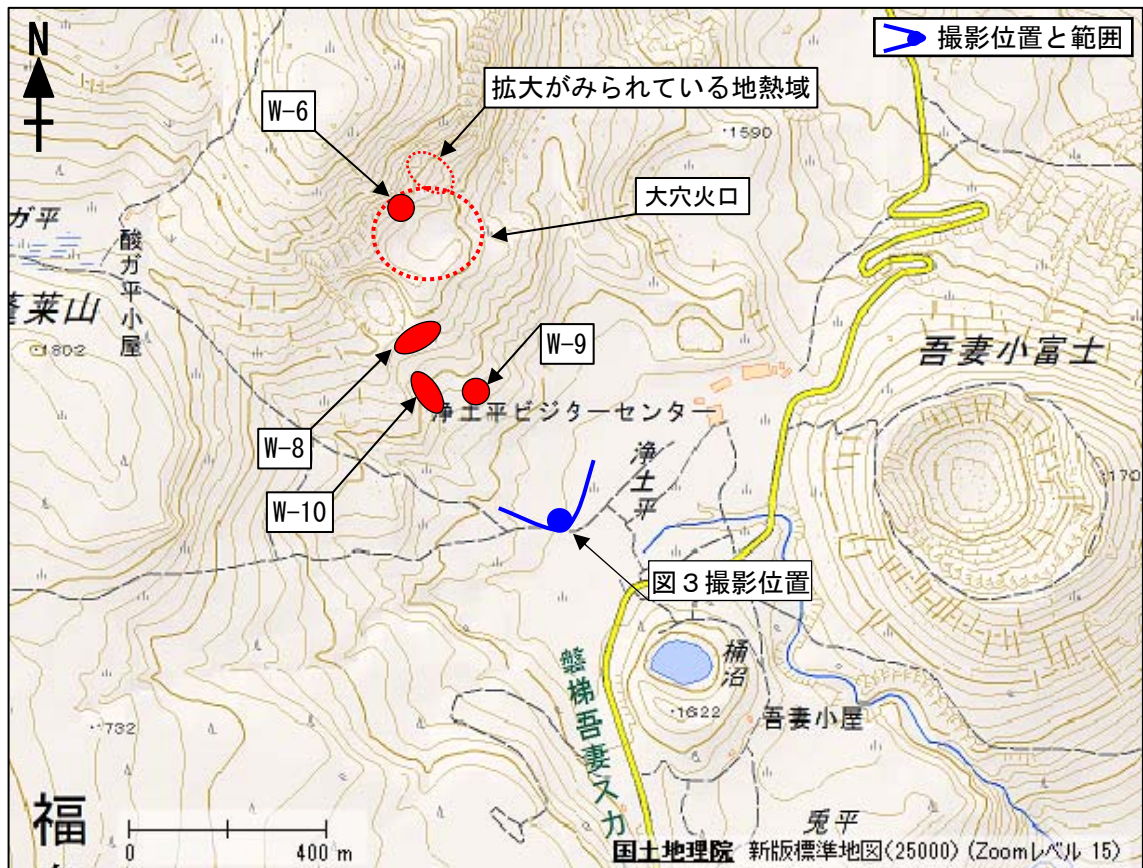 N
撮影位置と範囲
拡大がみられている地熱域
W-6
・1590
大穴火口
ガ平
酸ガ平小屋
蓬莱山
1802
吾妻小富士
W-9
浄土平ビジターセンター
W-8
170
浄土平
W-10
図3撮影位置
桶沼
磐梯吾妻スカ
・1622
吾妻小屋
・1732
福
兎平
0 400 m
国土地理院 新版標準地図(25000) (Zoomレベル 15)